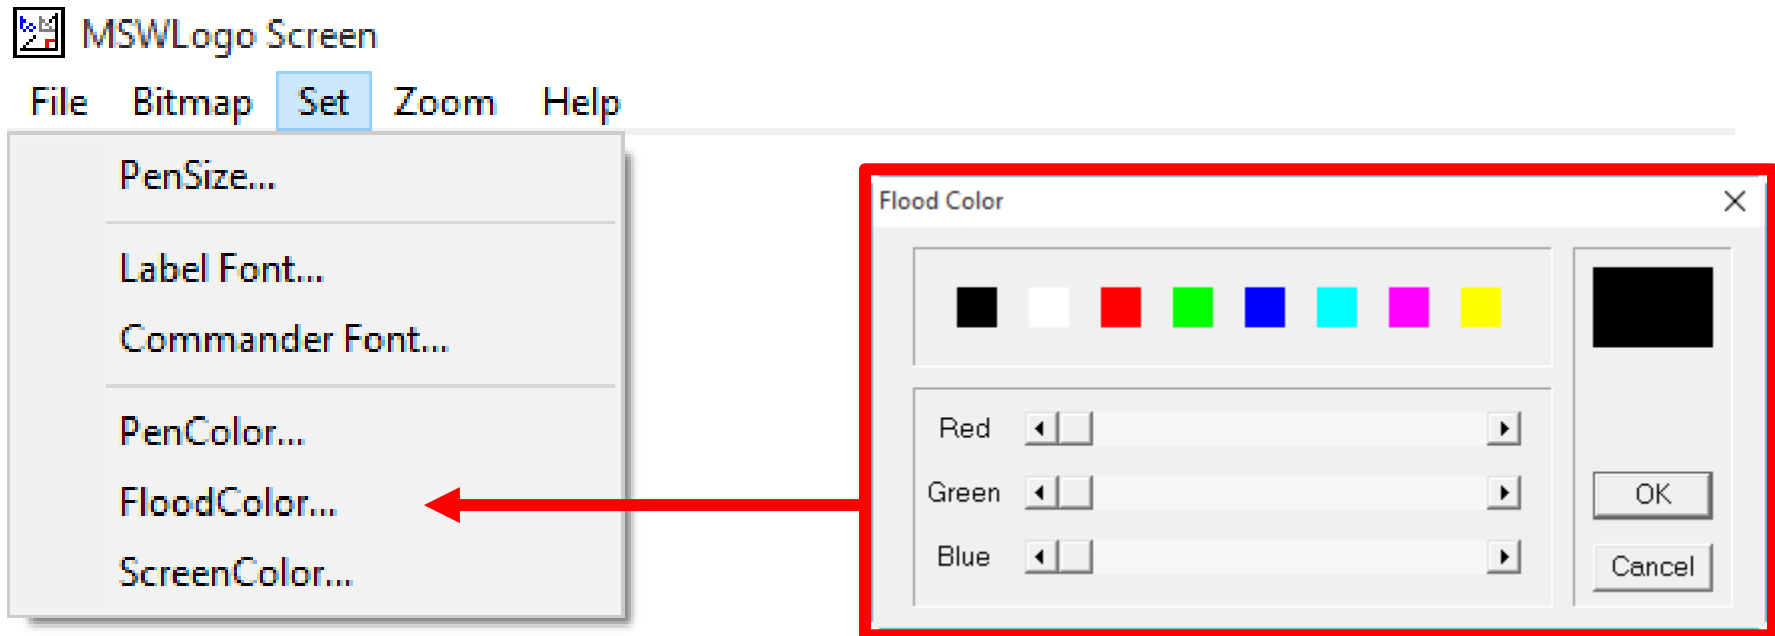 MSWLogo Screen
File Bitmap Set Zoom Help
PenSize...
Label Font...
Commander Font...
PenColor...
FloodColor...
ScreenColor...
Flood Color
Red
Green
Blue
OK
Cancel